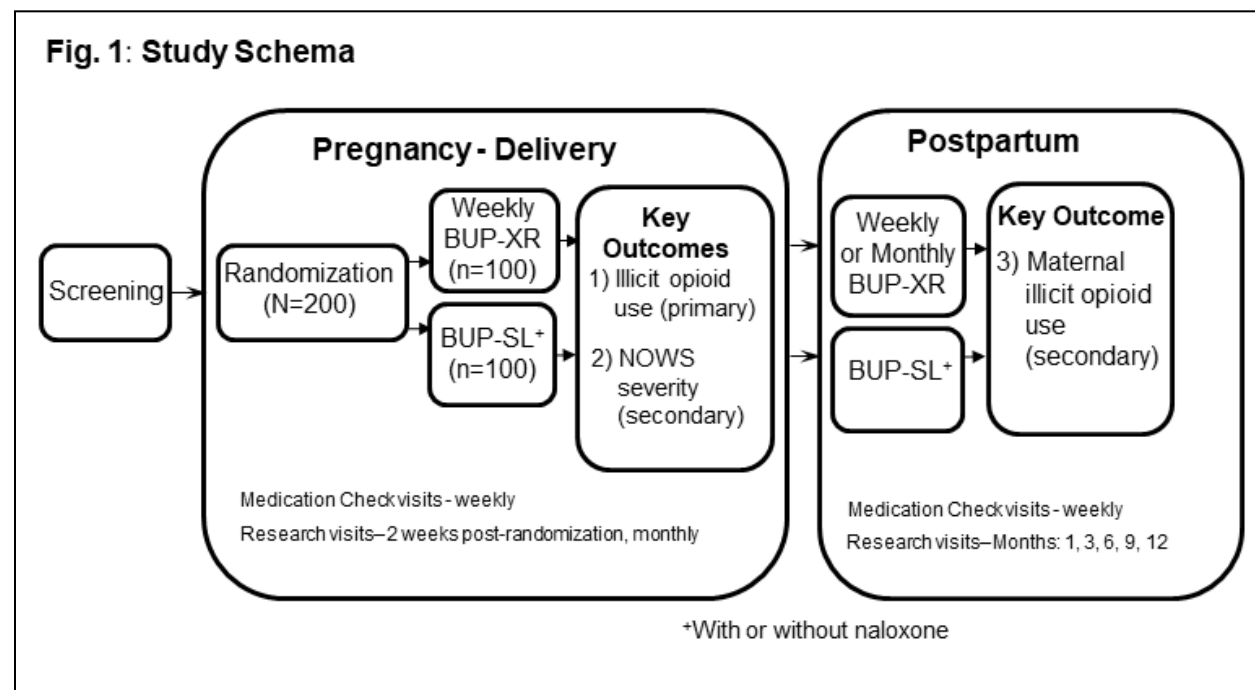 Fig. 1: Study Schema
Pregnancy - Delivery
Screening
Randomization
(N=200)
Weekly
BUP-XR
(n=100)
BUP-SL⁺
(n=100)
Key
Outcomes
1) Illicit opioid
use (primary)
2) NOWS
severity
(secondary)
Medication Check visits - weekly
Research visits–2 weeks post-randomization, monthly
Postpartum
Weekly
or Monthly
BUP-XR
BUP-SL⁺
Key Outcome
3) Maternal
illicit opioid
use
(secondary)
Medication Check visits - weekly
Research visits–Months: 1, 3, 6, 9, 12
⁺With or without naloxone